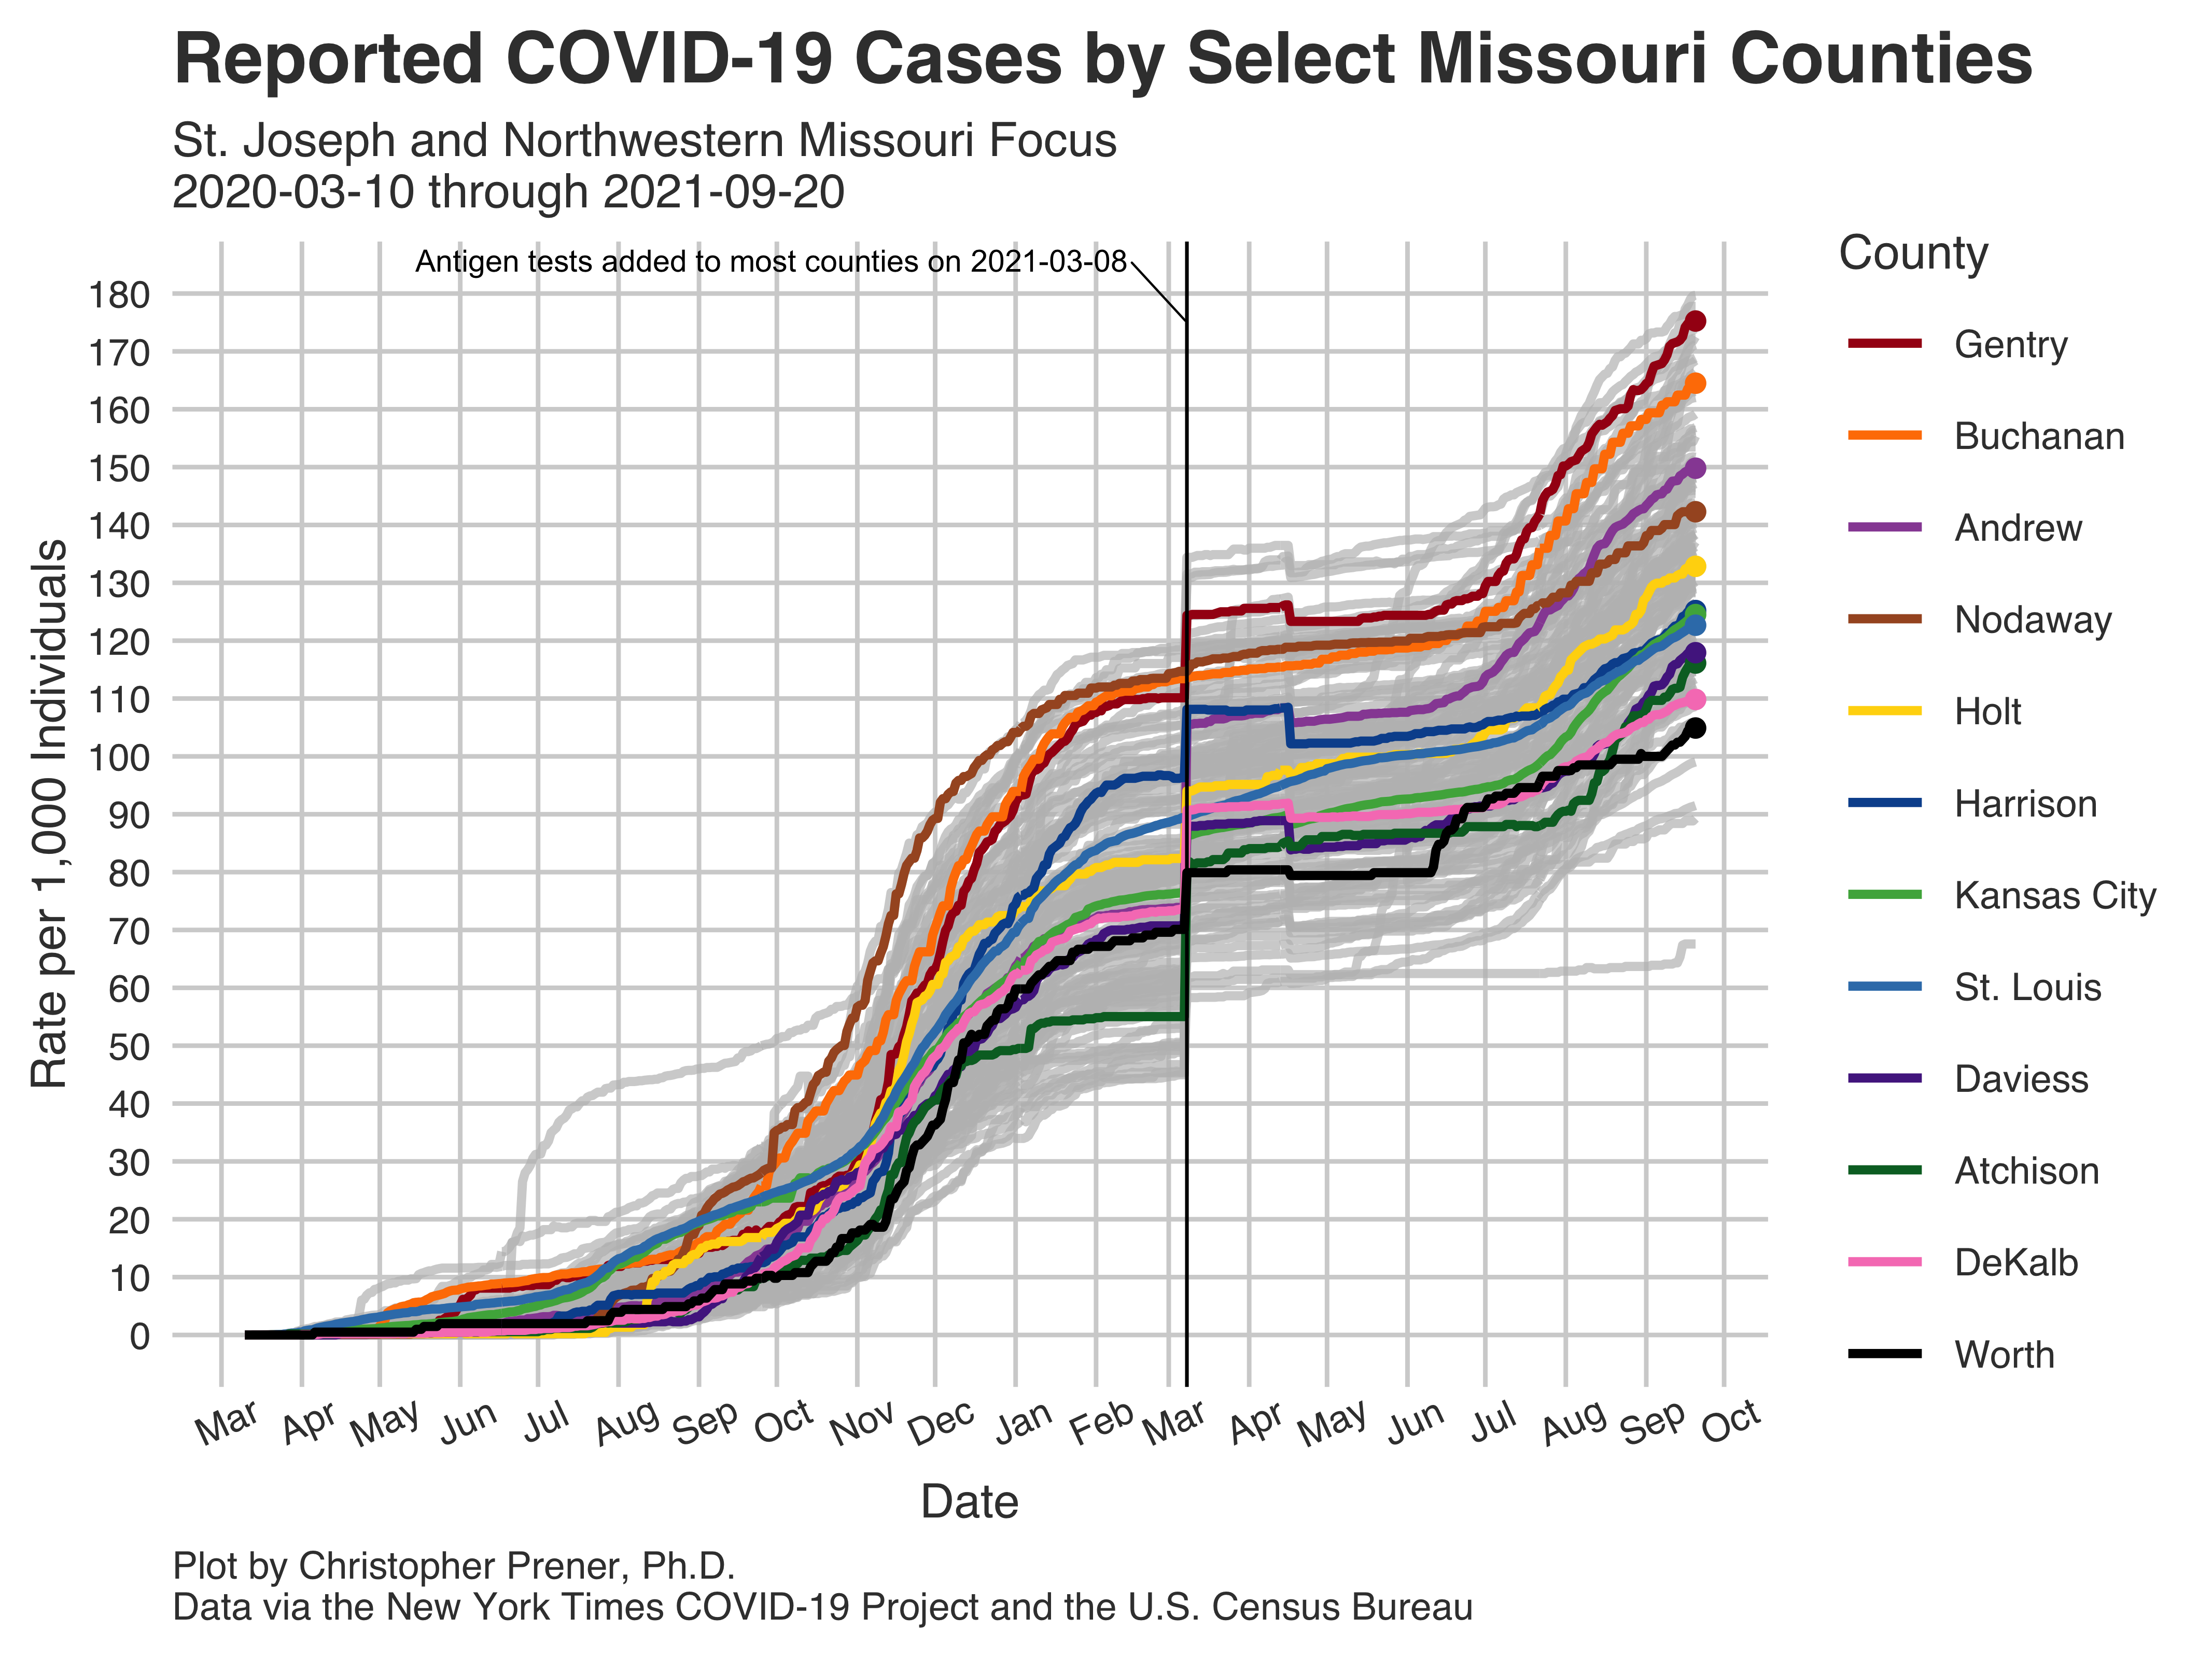 Reported COVID-19 Cases by Select Missouri Counties
St. Joseph and Northwestern Missouri Focus
2020-03-10 through 2021-09-20
Antigen tests added to most counties on 2021-03-08
Rate per 1,000 Individuals
180
170
160
150
140
130
120
110
100
90
80
70
60
50
40
30
20
10
0
Mar Apr May Jun Jul Aug Sep Oct Nov Dec Jan Feb Mar Apr May Jun Jul Aug Sep Oct
Date
County
Gentry
Buchanan
Andrew
Nodaway
Holt
Harrison
Kansas City
St. Louis
Daviess
Atchison
DeKalb
Worth
Plot by Christopher Prener, Ph.D.
Data via the New York Times COVID-19 Project and the U.S. Census Bureau